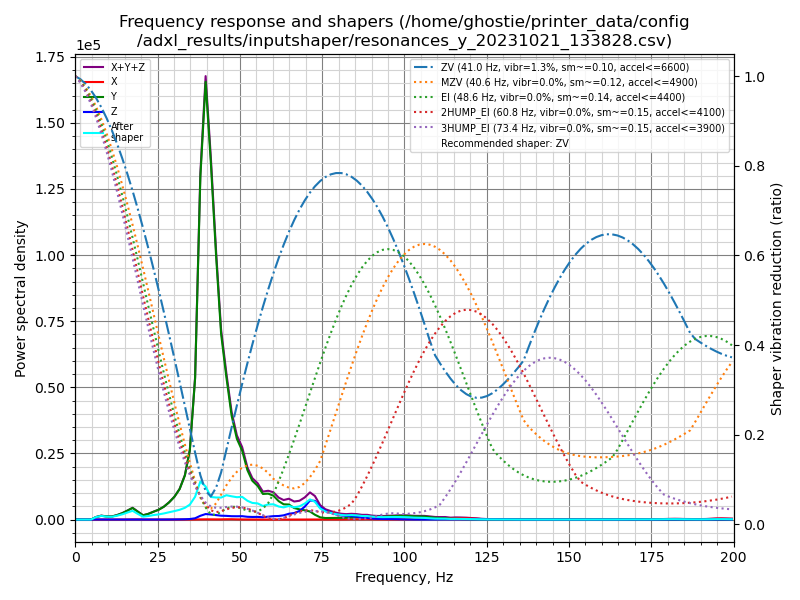 Frequency response and shapers (/home/ghostie/printer_data/config
/adxl_results/inputshaper/resonances_y_20231021_133828.csv)
1e5
X+Y+Z
X
Y
Z
After
shaper
ZV (41.0 Hz, vibr=1.3%, sm~=0.10, accel<=6600)
MZV (40.6 Hz, vibr=0.0%, sm~=0.12, accel<=4900)
EI (48.6 Hz, vibr=0.0%, sm~=0.14, accel<=4400)
2HUMP_EI (60.8 Hz, vibr=0.0%, sm~=0.15, accel<=4100)
3HUMP_EI (73.4 Hz, vibr=0.0%, sm~=0.15, accel<=3900)
Recommended shaper: ZV
1.75
1.50
1.25
1.00
0.75
0.50
0.25
0.00
Power spectral density
1.0
0.8
0.6
0.4
0.2
0.0
Shaper vibration reduction (ratio)
0 25 50 75 100 125 150 175 200
Frequency, Hz